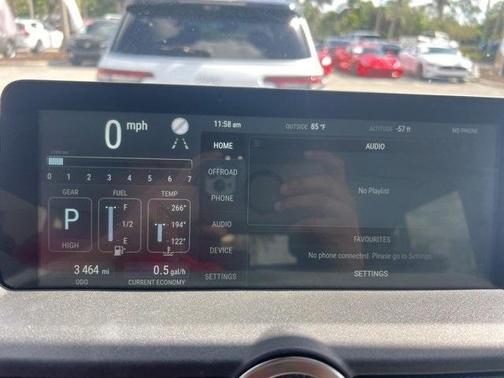 0 mph
11:58 am
OUTSIDE 85 °F
ALTITUDE -57 ft
NO PHONE
0 1 2 3 4 5 6 7
GEAR
P
HIGH
FUEL
F
1/2
E
TEMP
266°
194°
122°
3 464 mi
ODO
0.5 gal/h
CURRENT ECONOMY
HOME
OFFROAD
PHONE
AUDIO
DEVICE
SETTINGS
AUDIO
No Playlist
FAVOURITES
No phone connected. Please go to Settings.
SETTINGS